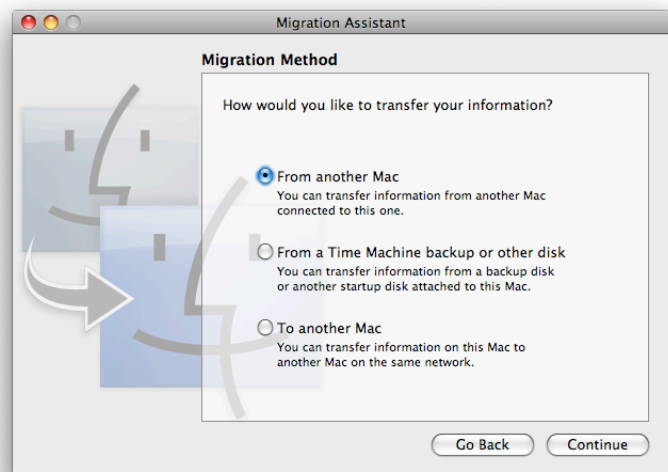 Migration Assistant
Migration Method
How would you like to transfer your information?
From another Mac
You can transfer information from another Mac
connected to this one.
From a Time Machine backup or other disk
You can transfer information from a backup disk
or another startup disk attached to this Mac.
To another Mac
You can transfer information on this Mac to
another Mac on the same network.
Go Back Continue